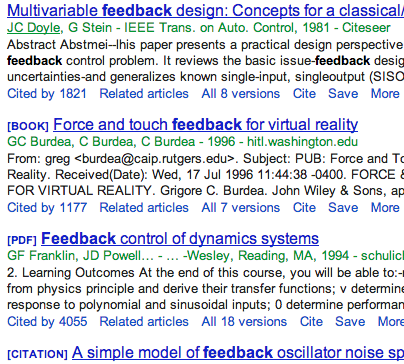 Multivariable feedback design: Concepts for a classical/
JC Doyle, G Stein - IEEE Trans. on Auto. Control, 1981 - Citeseer
Abstract Abstmei--lhis paper presents a practical design perspective
feedback control problem. It reviews the basic issue-feedback desig
uncertainties-and generalizes known single-input, singleoutput (SISO
Cited by 1821 Related articles All 8 versions Cite Save More
[BOOK] Force and touch feedback for virtual reality
GC Burdea, C Burdea, C Burdea - 1996 - hitl.washington.edu
From: greg <burdea@caip.rutgers.edu>. Subject: PUB: Force and To
Reality. Received(Date): Wed, 17 Jul 1996 11:44:38 -0400. FORCE &
FOR VIRTUAL REALITY. Grigore C. Burdea. John Wiley & Sons, ap
Cited by 1177 Related articles All 7 versions Cite Save More
[PDF] Feedback control of dynamics systems
GF Franklin, JD Powell… - … -Wesley, Reading, MA, 1994 - schulich
2. Learning Outcomes At the end of this course, you will be able to:-r
from physics principle and derive their transfer functions; v determine
response to polynomial and sinusoidal inputs; 0 determine performan
Cited by 4055 Related articles All 18 versions Cite Save More
[CITATION] A simple model of feedback oscillator noise sp